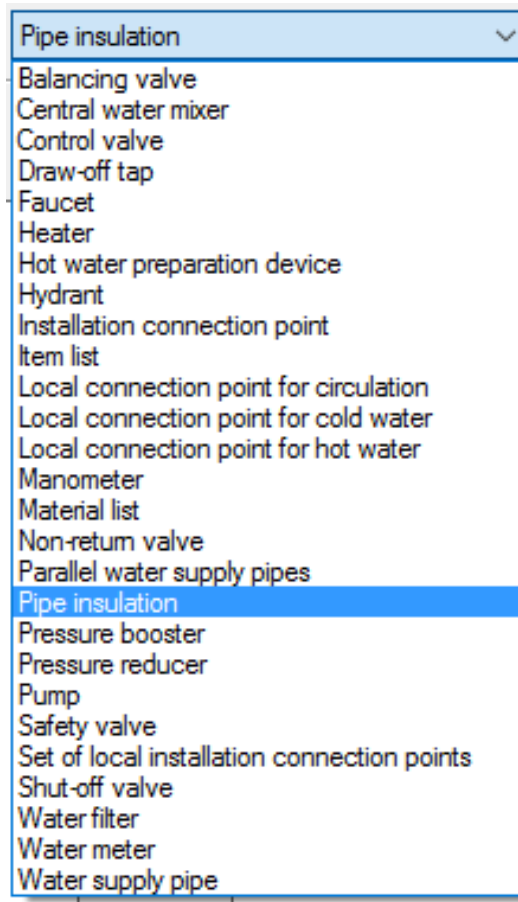 Pipe insulation
Balancing valve
Central water mixer
Control valve
Draw-off tap
Faucet
Heater
Hot water preparation device
Hydrant
Installation connection point
Item list
Local connection point for circulation
Local connection point for cold water
Local connection point for hot water
Manometer
Material list
Non-return valve
Parallel water supply pipes
Pipe insulation
Pressure booster
Pressure reducer
Pump
Safety valve
Set of local installation connection points
Shut-off valve
Water filter
Water meter
Water supply pipe